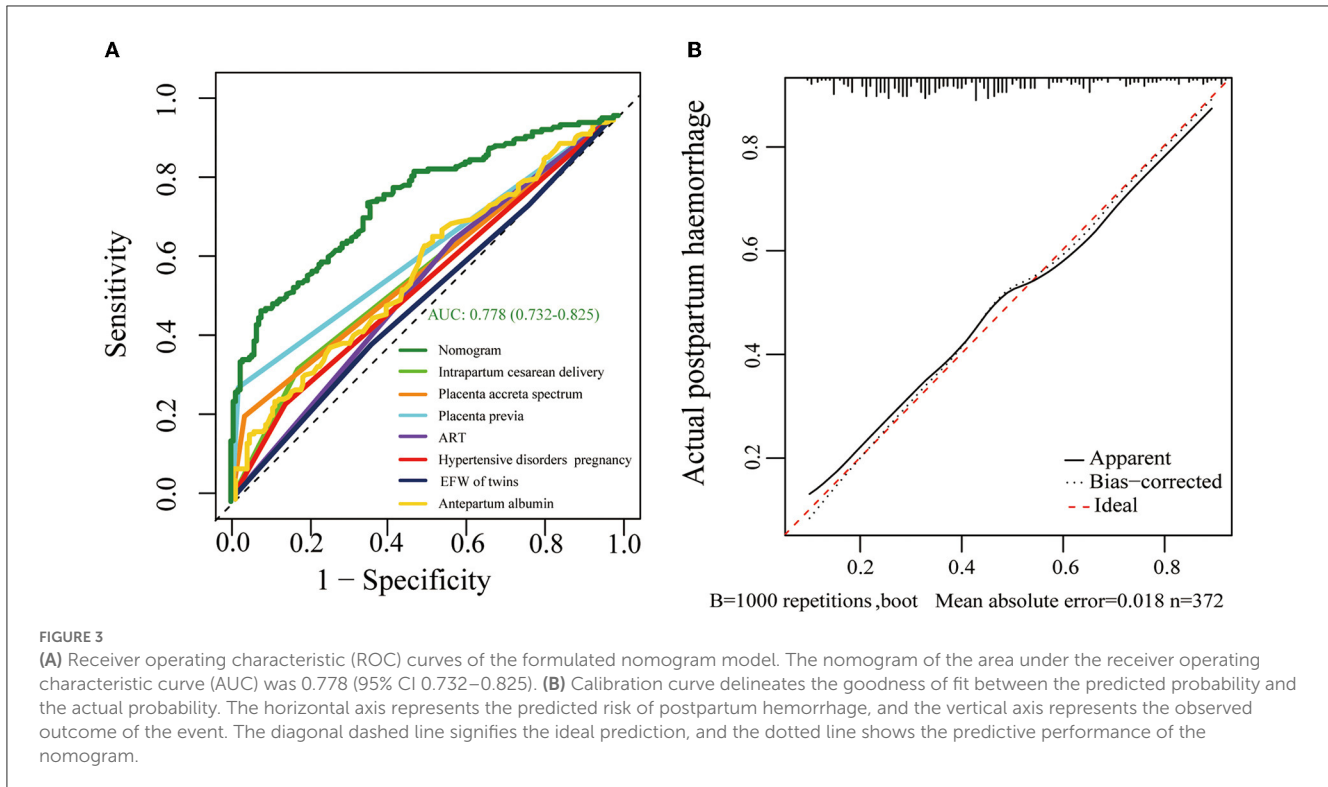 A
1.0
0.8
0.6
0.4
0.2
0.0
Sensitivity
AUC: 0.778 (0.732-0.825)
Nomogram
Intrapartum cesarean delivery
Placenta accreta spectrum
Placenta previa
ART
Hypertensive disorders pregnancy
EFW of twins
Antepartum albumin
0.0 0.2 0.4 0.6 0.8 1.0
1 − Specificity
B
Actual postpartum haemorrhage
0.8
0.6
0.4
0.2
Apparent
Bias−corrected
Ideal
0.2 0.4 0.6 0.8
B=1000 repetitions ,boot Mean absolute error=0.018 n=372
FIGURE 3
(A) Receiver operating characteristic (ROC) curves of the formulated nomogram model. The nomogram of the area under the receiver operating
characteristic curve (AUC) was 0.778 (95% CI 0.732–0.825). (B) Calibration curve delineates the goodness of fit between the predicted probability and
the actual probability. The horizontal axis represents the predicted risk of postpartum hemorrhage, and the vertical axis represents the observed
outcome of the event. The diagonal dashed line signifies the ideal prediction, and the dotted line shows the predictive performance of the
nomogram.